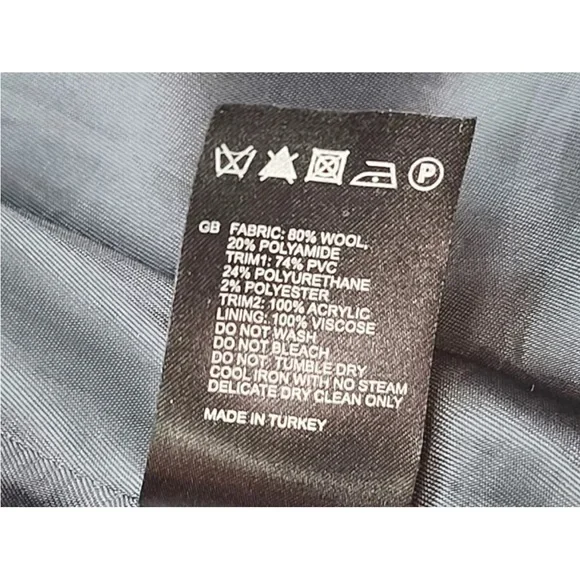 P
GB FABRIC: 80% WOOL,
20% POLYAMIDE
TRIM1: 74% PVC
24% POLYURETHANE
2% POLYESTER
TRIM2: 100% ACRYLIC
LINING: 100% VISCOSE
DO NOT WASH
DO NOT BLEACH
DO NOT TUMBLE DRY
COOL IRON WITH NO STEAM
DELICATE DRY CLEAN ONLY
MADE IN TURKEY